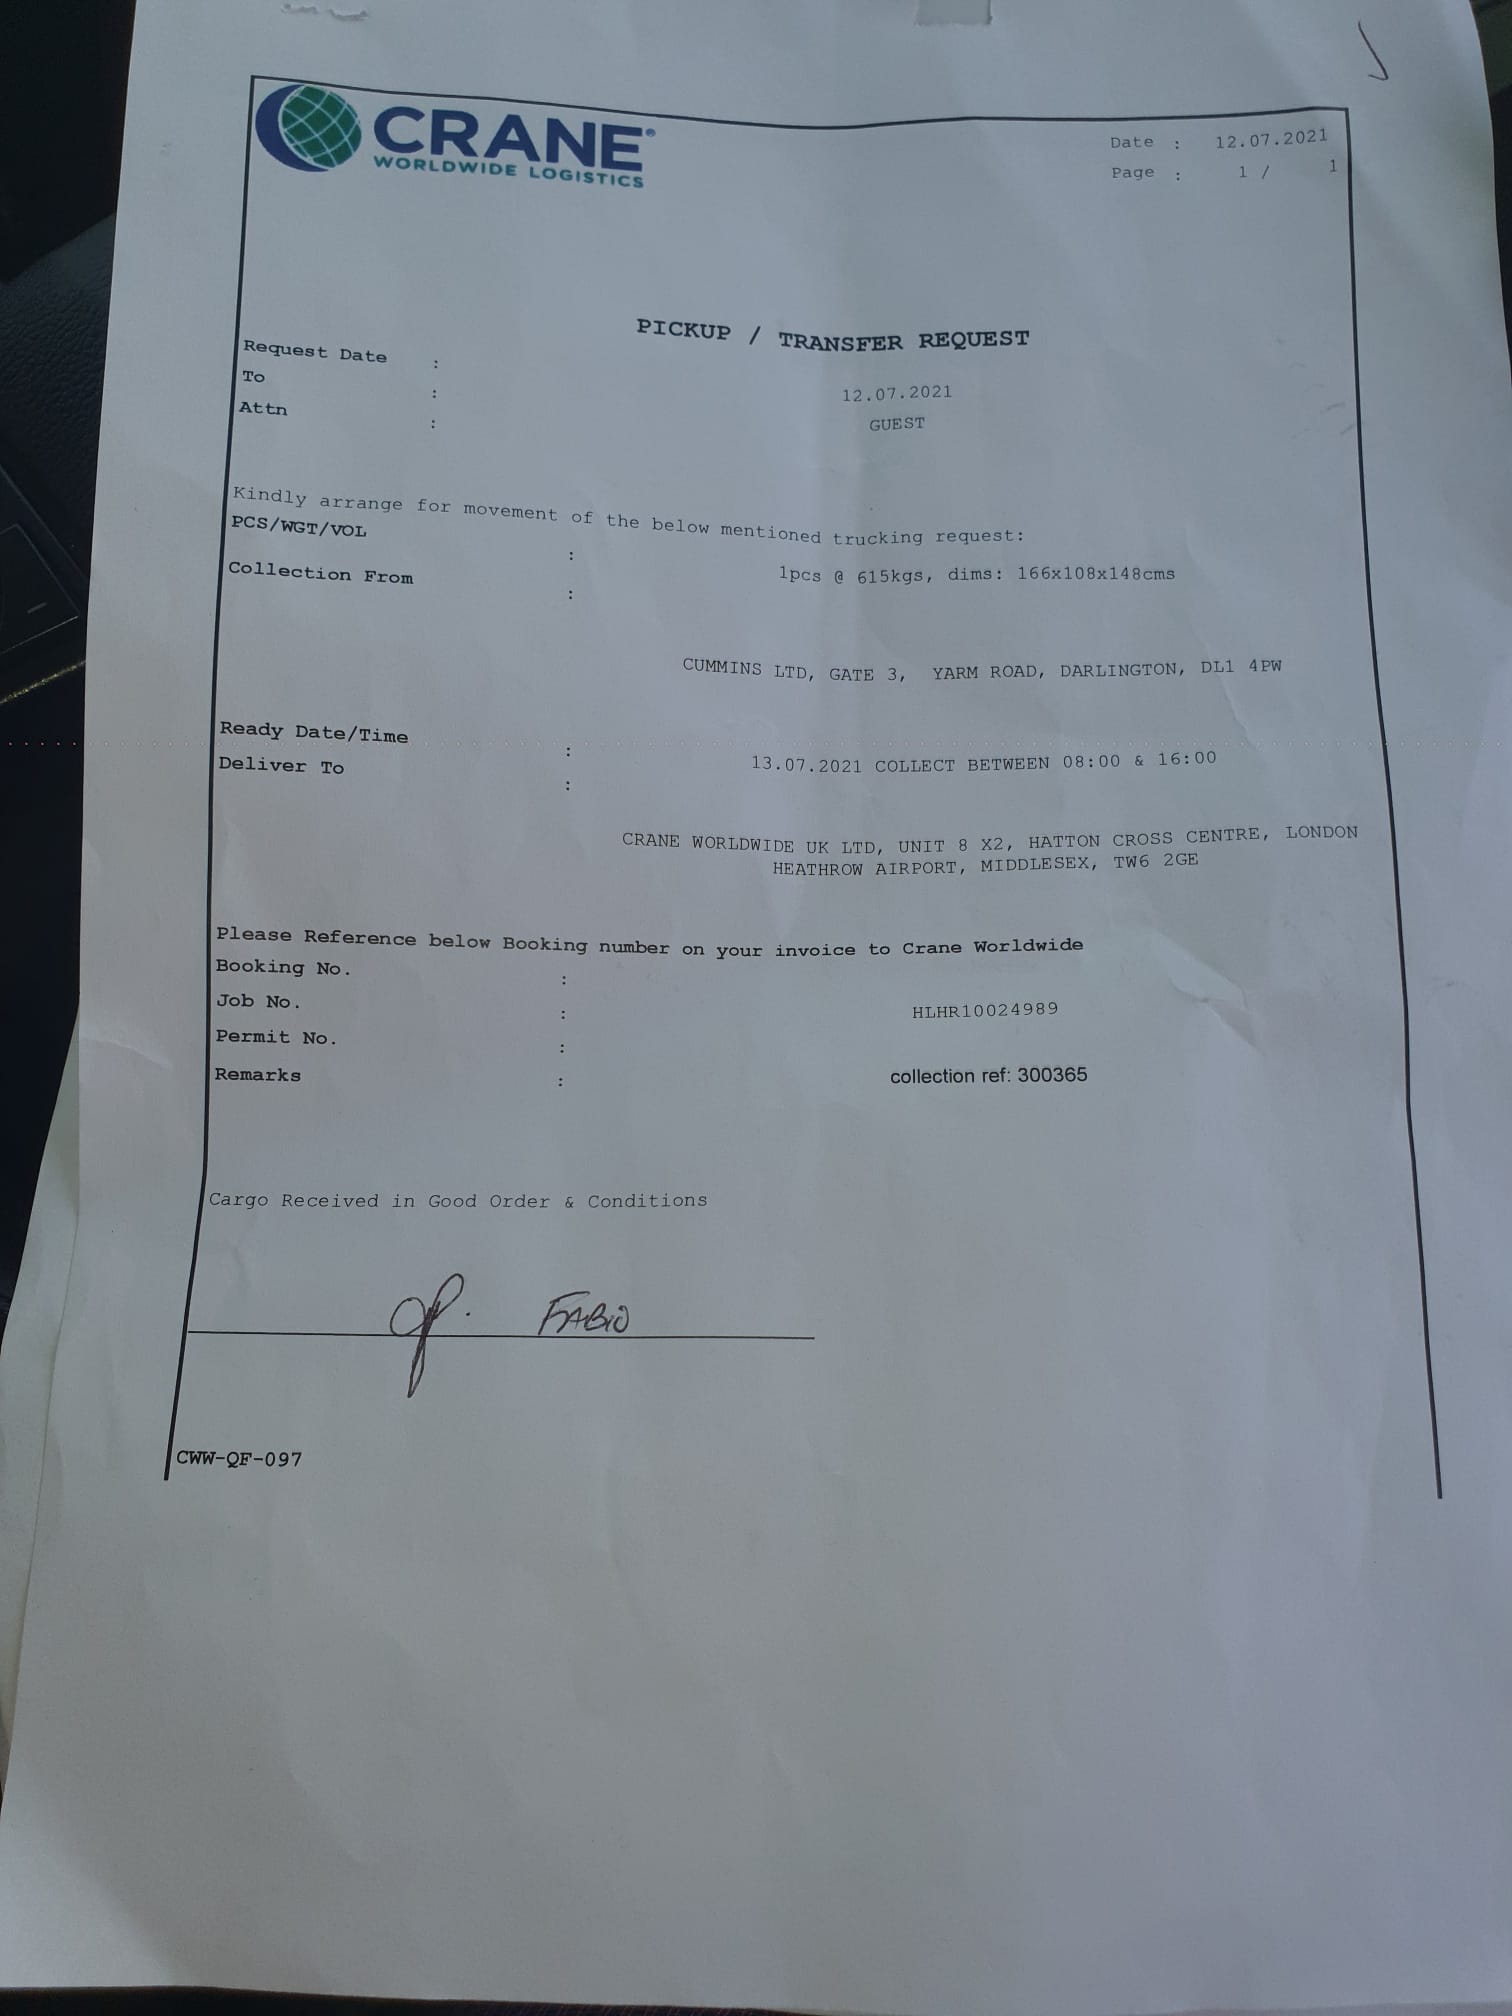 CRANE
WORLDWIDE LOGISTICS
Date : 12.07.2021
Page : 1 / 1
PICKUP / TRANSFER REQUEST
Request Date :
To : 12.07.2021
Attn : GUEST
Kindly arrange for movement of the below mentioned trucking request:
PCS/WGT/VOL : 1pcs @ 615kgs, dims: 166x108x148cms
Collection From :
CUMMINS LTD, GATE 3, YARM ROAD, DARLINGTON, DL1 4PW
Ready Date/Time : 13.07.2021 COLLECT BETWEEN 08:00 & 16:00
Deliver To :
CRANE WORLDWIDE UK LTD, UNIT 8 X2, HATTON CROSS CENTRE, LONDON
HEATHROW AIRPORT, MIDDLESEX, TW6 2GE
Please Reference below Booking number on your invoice to Crane Worldwide
Booking No. :
Job No. : HLHR10024989
Permit No. :
Remarks : collection ref: 300365
Cargo Received in Good Order & Conditions
FABIO
CWW-QF-097